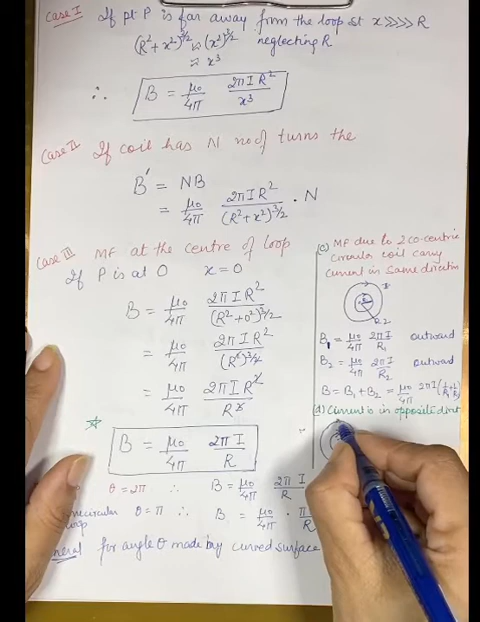 Case I If pt P is far away from the loop st x >>>> R
(R² + x²)^3/2 ≈ (x²)^3/2 neglecting R
≈ x³
∴ B = μ₀/4π 2πIR²/x³
Case II If coil has N no of turns the
B' = NB
= μ₀/4π 2πIR²/(R² + x²)^3/2 · N
Case III MF at the centre of loop
If P is at O x = 0
B = μ₀/4π 2πIR²/(R² + 0²)^3/2
= μ₀/4π 2πIR²/(R²)^3/2
= μ₀/4π 2πIR²/R³
B = μ₀/4π 2πI/R
θ = 2π ∴ B = μ₀/4π 2πI/R
θ = π ∴ B = μ₀/4π · π/R
for angle θ made by curved surface
MF due to 2 co-centric
circular coil carry
current in same direction
I
R2
B₁ = μ₀/4π 2πI/R₁ outward
B₂ = μ₀/4π 2πI/R₂ outward
B = B₁ + B₂ = μ₀/4π 2πI(1/R₁ + 1/R₂)
(d) Current is in opposite dirnt